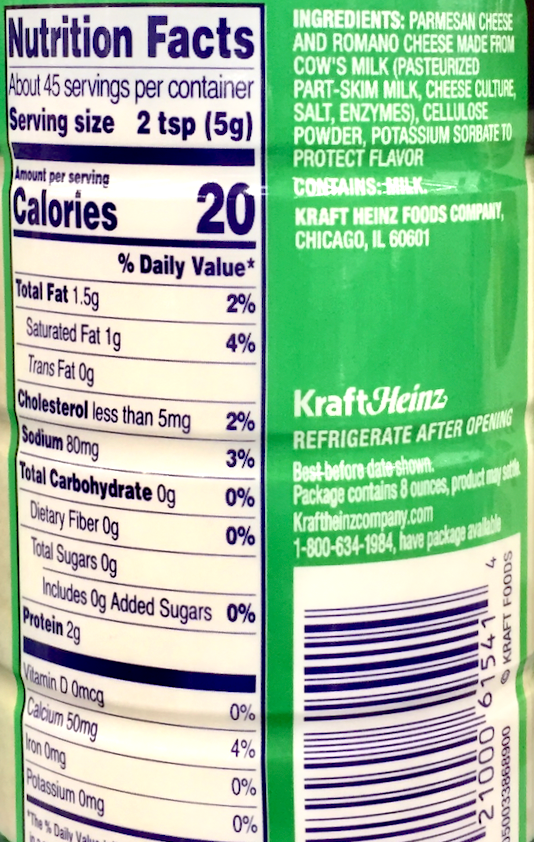 Nutrition Facts
About 45 servings per container
Serving size 2 tsp (5g)
Amount per serving
Calories 20
% Daily Value*
Total Fat 1.5g 2%
Saturated Fat 1g 4%
Trans Fat 0g
Cholesterol less than 5mg 2%
Sodium 80mg 3%
Total Carbohydrate 0g 0%
Dietary Fiber 0g 0%
Total Sugars 0g
Includes 0g Added Sugars 0%
Protein 2g
Vitamin D 0mcg 0%
Calcium 50mg 4%
Iron 0mg 0%
Potassium 0mg 0%
*The % Daily
INGREDIENTS: PARMESAN CHEESE
AND ROMANO CHEESE MADE FROM
COW'S MILK (PASTEURIZED
PART-SKIM MILK, CHEESE CULTURE,
SALT, ENZYMES), CELLULOSE
POWDER, POTASSIUM SORBATE TO
PROTECT FLAVOR
CONTAINS: MILK.
KRAFT HEINZ FOODS COMPANY,
CHICAGO, IL 60601
KraftHeinz
REFRIGERATE AFTER OPENING
Best before date shown.
Package contains 8 ounces, product may settle.
Kraftheinzcompany.com
1-800-634-1984, have package available
21000 61541 4
© KRAFT FOODS
050033868900